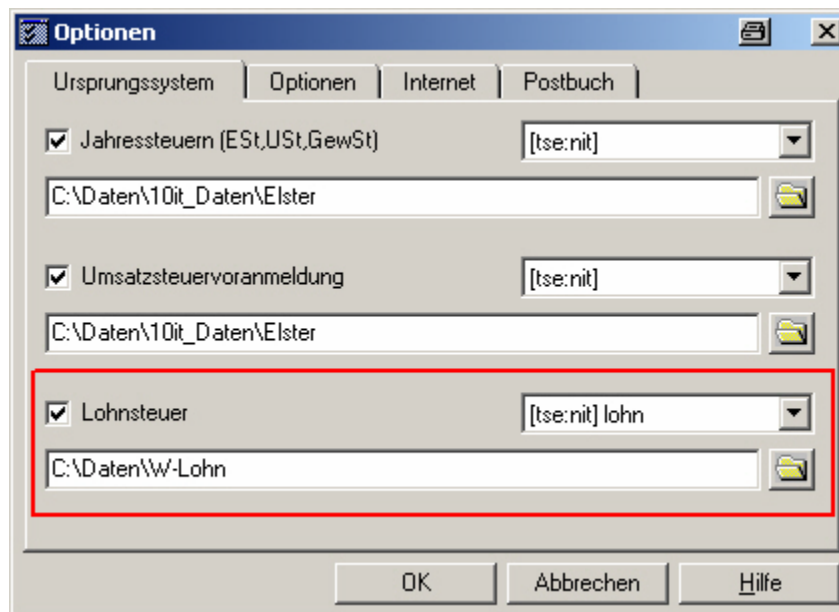 Optionen
Ursprungssystem Optionen Internet Postbuch
Jahressteuern (ESt,USt,GewSt) [tse:nit]
C:\Daten\10it_Daten\Elster
Umsatzsteuervoranmeldung [tse:nit]
C:\Daten\10it_Daten\Elster
Lohnsteuer [tse:nit] lohn
C:\Daten\W-Lohn
OK Abbrechen Hilfe